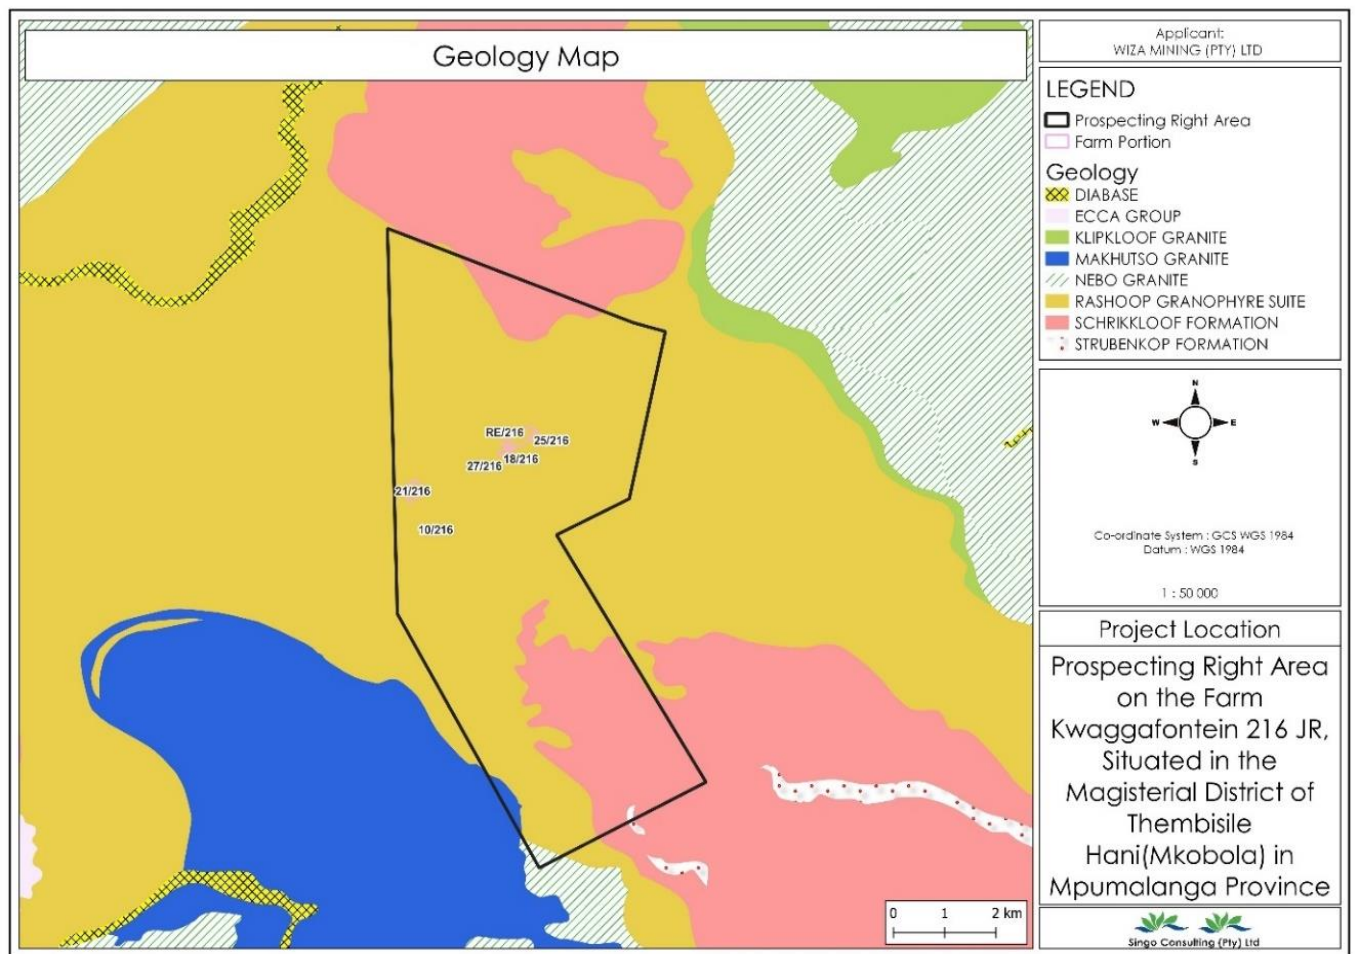 Geology Map
RE/216
25/216
18/216
27/216
21/216
10/216
0 1 2 km
Applicant:
WIZA MINING (PTY) LTD
LEGEND
Prospecting Right Area
Farm Portion
Geology
DIABASE
ECCA GROUP
KLIPKLOOF GRANITE
MAKHUTSO GRANITE
NEBO GRANITE
RASHOOP GRANOPHYRE SUITE
SCHRIKKLOOF FORMATION
STRUBENKOP FORMATION
N
W E
S
Co-ordinate System : GCS WGS 1984
Datum : WGS 1984
1 : 50 000
Project Location
Prospecting Right Area
on the Farm
Kwaggafontein 216 JR,
Situated in the
Magisterial District of
Thembisile
Hani(Mkobola) in
Mpumalanga Province
Singo Consulting (Pty) Ltd